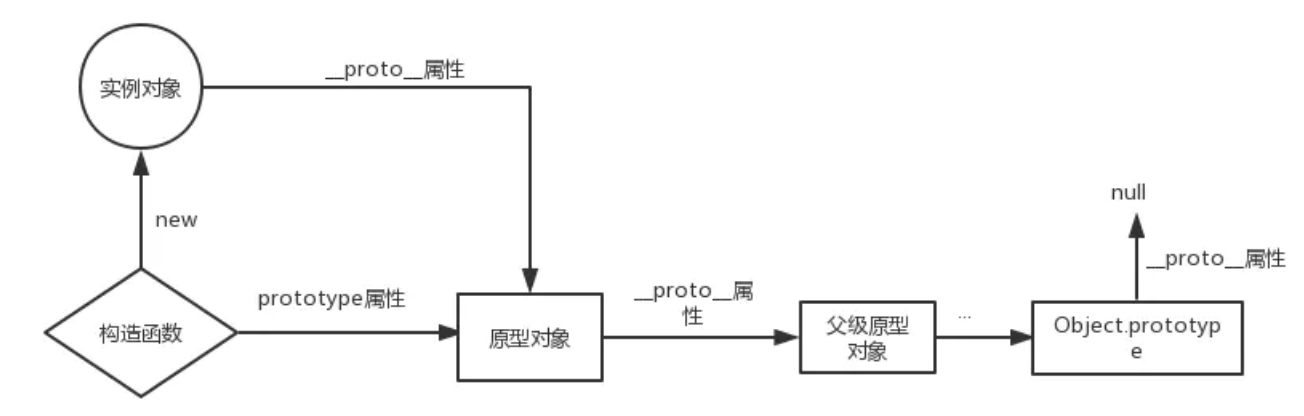 __proto__属性
实例对象
null
new
__proto__属性
__proto__属
性
prototype属性
...
构造函数
原型对象
父级原型
对象
Object.prototyp
e